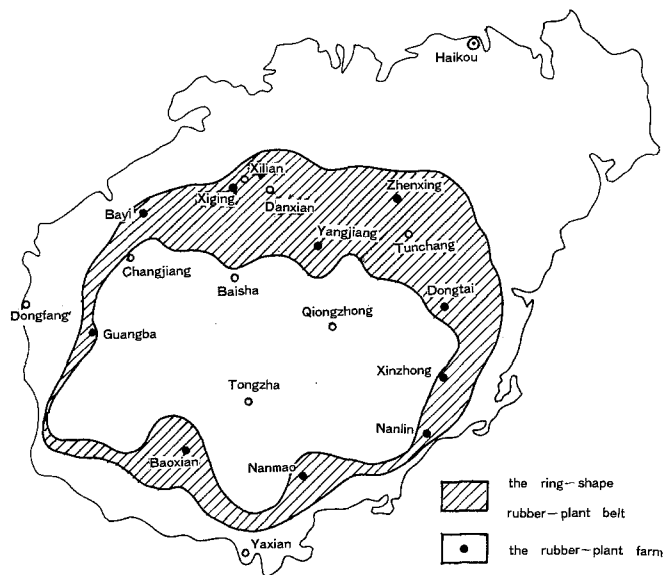 Haikou
Xilian
Xiging
Danxian
Zhenxing
Bayi
Yangjiang
Tunchang
Changjiang
Baisha
Dongtai
Dongfang
Qiongzhong
Guangba
Xinzhong
Tongzha
Nanlin
Baoxian
Nanmao
the ring-shape
rubber-plant belt
Yaxian
the rubber-plant farm